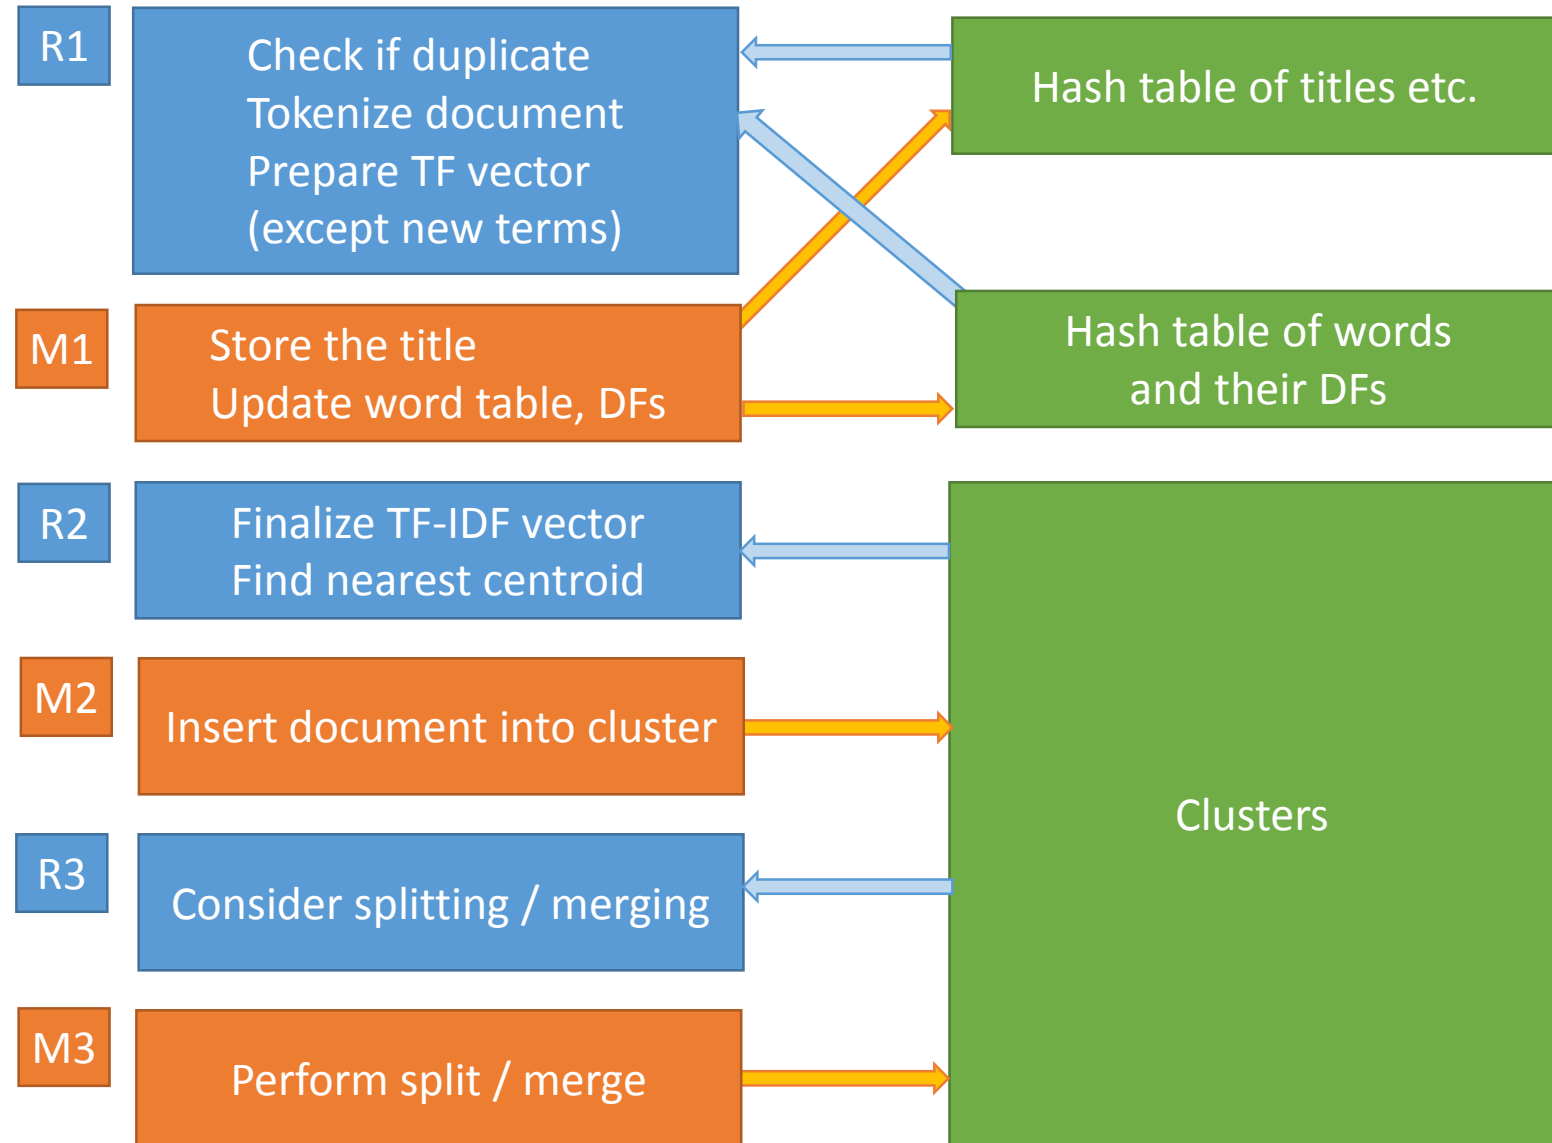 R1
Check if duplicate
Tokenize document
Prepare TF vector
(except new terms)
Hash table of titles etc.
M1
Store the title
Update word table, DFs
Hash table of words
and their DFs
R2
Finalize TF-IDF vector
Find nearest centroid
M2
Insert document into cluster
Clusters
R3
Consider splitting / merging
M3
Perform split / merge